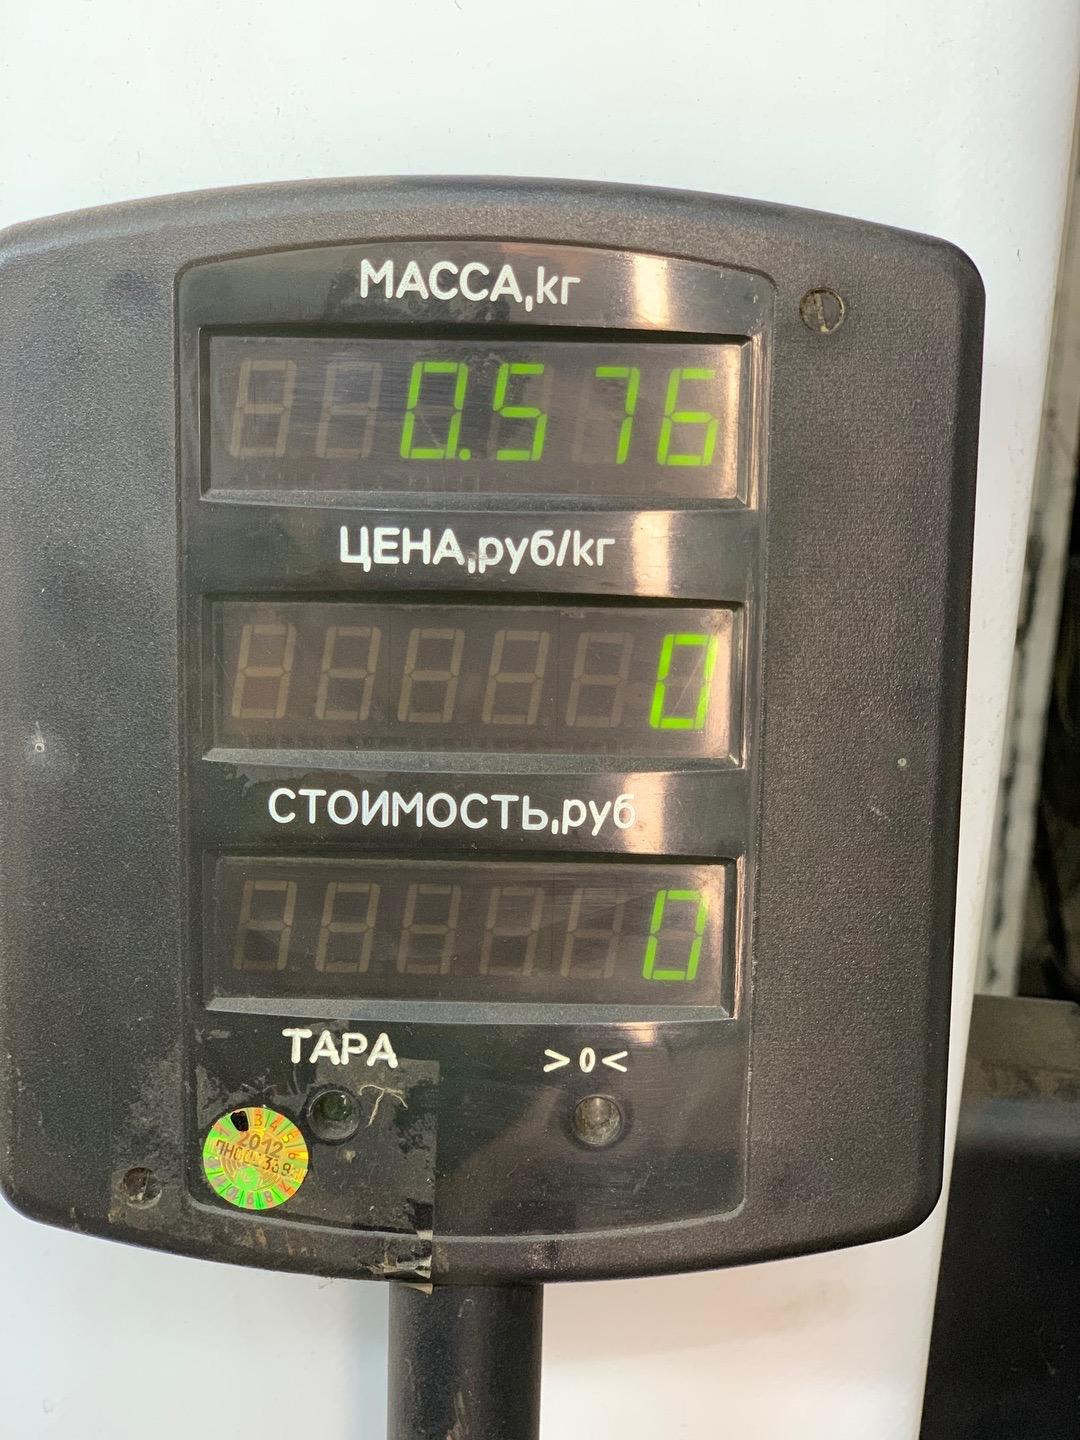 МАССА,кг
0.576
ЦЕНА,руб/кг
0
СТОИМОСТЬ,руб
0
ТАРА >0<
2012